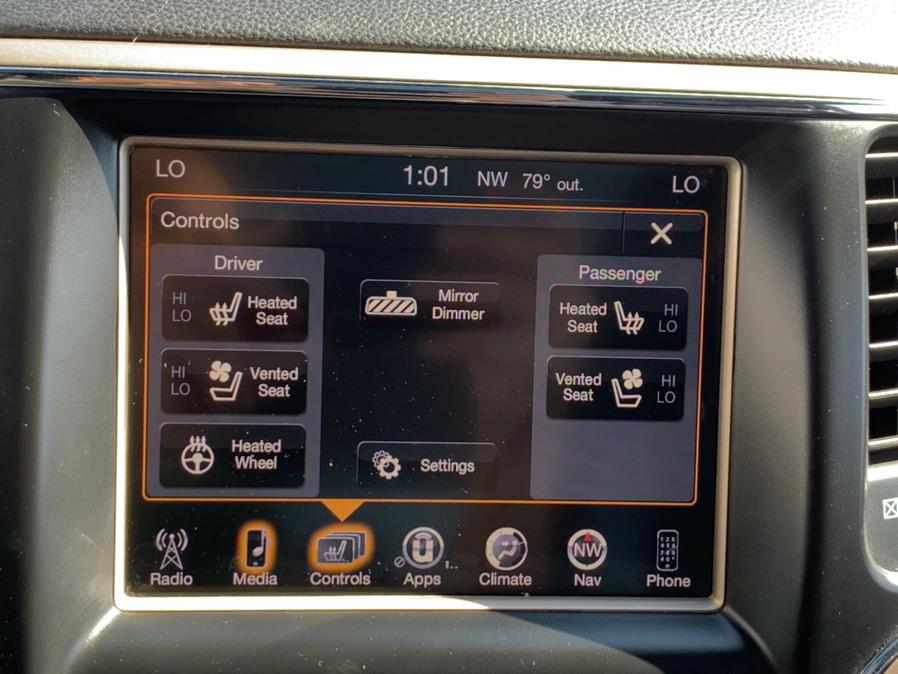 LO 1:01 NW 79° out. LO
Controls X
Driver
HI
LO
Heated
Seat
HI
LO
Vented
Seat
Heated
Wheel
Mirror
Dimmer
Settings
Passenger
Heated
Seat
HI
LO
Vented
Seat
HI
LO
Radio Media Controls Apps Climate Nav Phone
NW